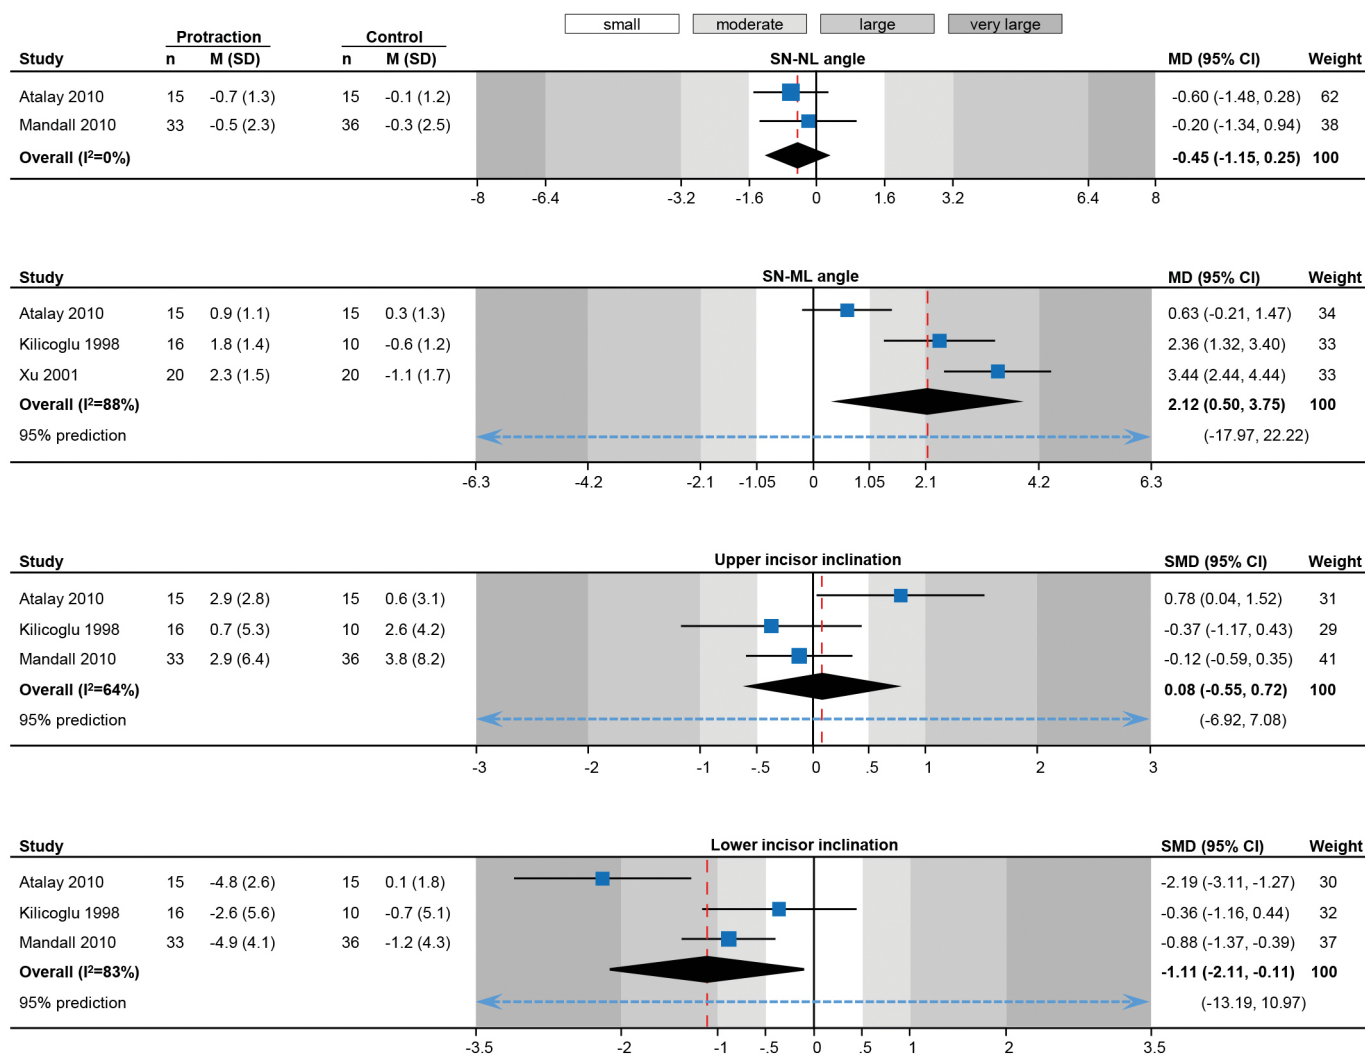 small moderate large very large
Protraction Control
Study n M (SD) n M (SD) SN-NL angle MD (95% CI) Weight
Atalay 2010 15 -0.7 (1.3) 15 -0.1 (1.2) -0.60 (-1.48, 0.28) 62
Mandall 2010 33 -0.5 (2.3) 36 -0.3 (2.5) -0.20 (-1.34, 0.94) 38
Overall (I²=0%) -0.45 (-1.15, 0.25) 100
-8 -6.4 -3.2 -1.6 0 1.6 3.2 6.4 8
Study SN-ML angle MD (95% CI) Weight
Atalay 2010 15 0.9 (1.1) 15 0.3 (1.3) 0.63 (-0.21, 1.47) 34
Kilicoglu 1998 16 1.8 (1.4) 10 -0.6 (1.2) 2.36 (1.32, 3.40) 33
Xu 2001 20 2.3 (1.5) 20 -1.1 (1.7) 3.44 (2.44, 4.44) 33
Overall (I²=88%) 2.12 (0.50, 3.75) 100
95% prediction (-17.97, 22.22)
-6.3 -4.2 -2.1 -1.05 0 1.05 2.1 4.2 6.3
Study Upper incisor inclination SMD (95% CI) Weight
Atalay 2010 15 2.9 (2.8) 15 0.6 (3.1) 0.78 (0.04, 1.52) 31
Kilicoglu 1998 16 0.7 (5.3) 10 2.6 (4.2) -0.37 (-1.17, 0.43) 29
Mandall 2010 33 2.9 (6.4) 36 3.8 (8.2) -0.12 (-0.59, 0.35) 41
Overall (I²=64%) 0.08 (-0.55, 0.72) 100
95% prediction (-6.92, 7.08)
-3 -2 -1 -.5 0 .5 1 2 3
Study Lower incisor inclination SMD (95% CI) Weight
Atalay 2010 15 -4.8 (2.6) 15 0.1 (1.8) -2.19 (-3.11, -1.27) 30
Kilicoglu 1998 16 -2.6 (5.6) 10 -0.7 (5.1) -0.36 (-1.16, 0.44) 32
Mandall 2010 33 -4.9 (4.1) 36 -1.2 (4.3) -0.88 (-1.37, -0.39) 37
Overall (I²=83%) -1.11 (-2.11, -0.11) 100
95% prediction (-13.19, 10.97)
-3.5 -2 -1 -.5 0 .5 1 2 3.5